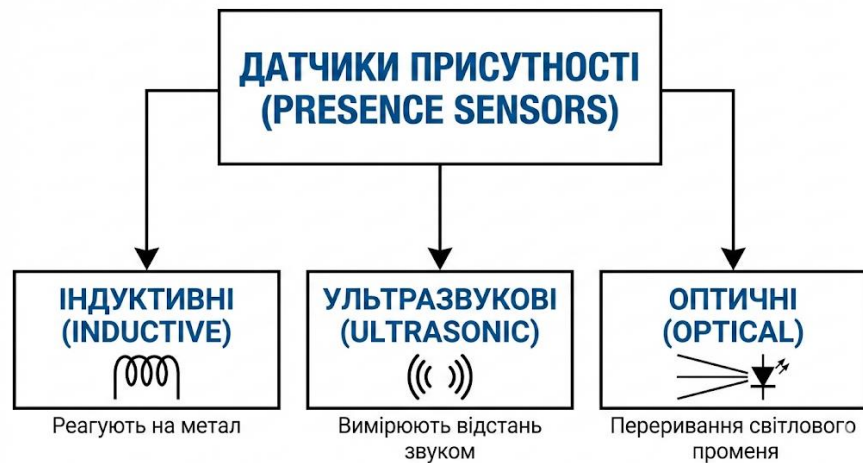 ДАТЧИКИ ПРИСУТНОСТІ
(PRESENCE SENSORS)
ІНДУКТИВНІ
(INDUCTIVE)
Реагують на метал
УЛЬТРАЗВУКОВІ
(ULTRASONIC)
Вимірюють відстань
звуком
ОПТИЧНІ
(OPTICAL)
Переривання світлового
променя